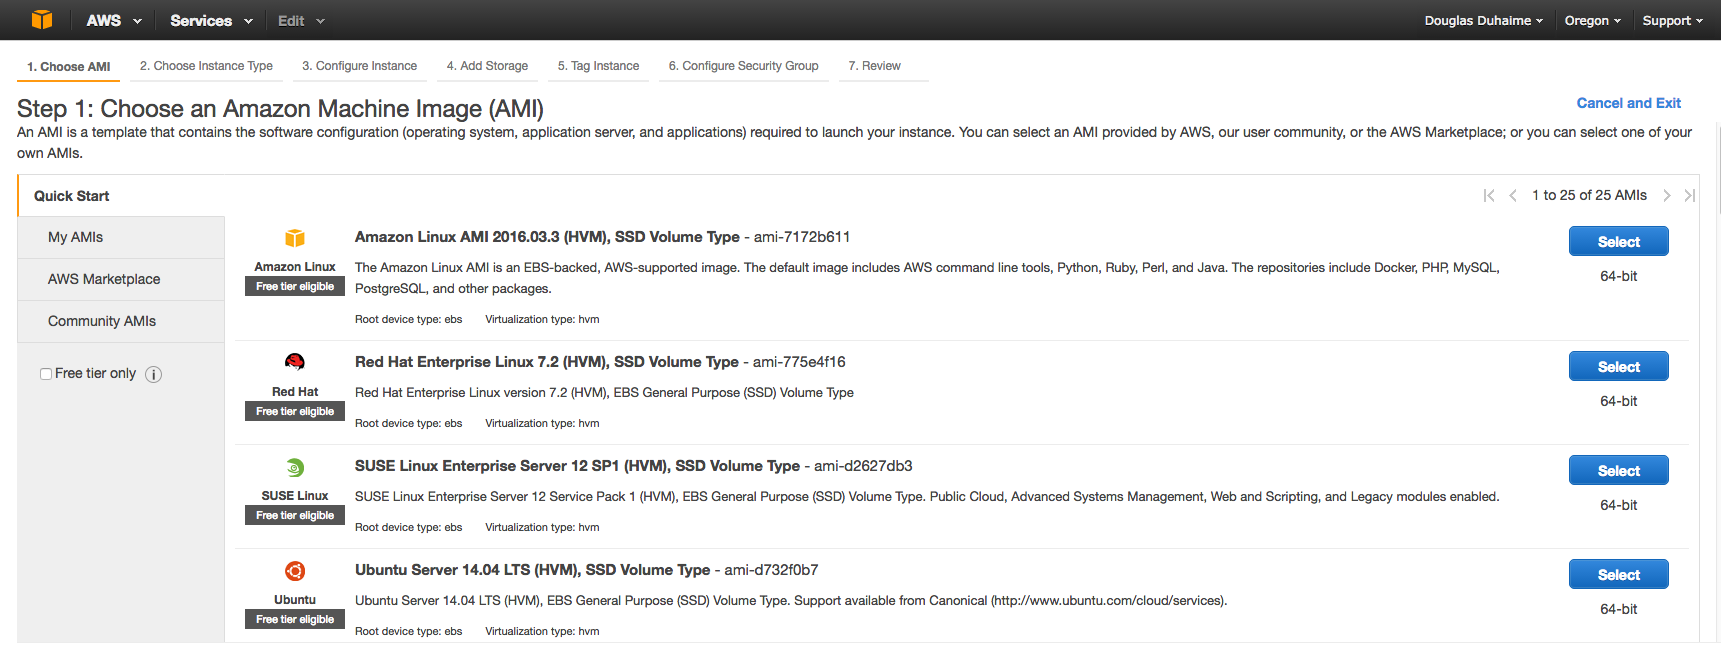 AWS Services Edit Douglas Duhaime Oregon Support
1. Choose AMI 2. Choose Instance Type 3. Configure Instance 4. Add Storage 5. Tag Instance 6. Configure Security Group 7. Review
Step 1: Choose an Amazon Machine Image (AMI)
Cancel and Exit
An AMI is a template that contains the software configuration (operating system, application server, and applications) required to launch your instance. You can select an AMI provided by AWS, our user community, or the AWS Marketplace; or you can select one of your
own AMIs.
Quick Start
My AMIs
AWS Marketplace
Community AMIs
Free tier only i
1 to 25 of 25 AMIs
Amazon Linux
Free tier eligible
Amazon Linux AMI 2016.03.3 (HVM), SSD Volume Type - ami-7172b611
The Amazon Linux AMI is an EBS-backed, AWS-supported image. The default image includes AWS command line tools, Python, Ruby, Perl, and Java. The repositories include Docker, PHP, MySQL,
PostgreSQL, and other packages.
Root device type: ebs Virtualization type: hvm
Select
64-bit
Red Hat
Free tier eligible
Red Hat Enterprise Linux 7.2 (HVM), SSD Volume Type - ami-775e4f16
Red Hat Enterprise Linux version 7.2 (HVM), EBS General Purpose (SSD) Volume Type
Root device type: ebs Virtualization type: hvm
Select
64-bit
SUSE Linux
Free tier eligible
SUSE Linux Enterprise Server 12 SP1 (HVM), SSD Volume Type - ami-d2627db3
SUSE Linux Enterprise Server 12 Service Pack 1 (HVM), EBS General Purpose (SSD) Volume Type. Public Cloud, Advanced Systems Management, Web and Scripting, and Legacy modules enabled.
Root device type: ebs Virtualization type: hvm
Select
64-bit
Ubuntu
Free tier eligible
Ubuntu Server 14.04 LTS (HVM), SSD Volume Type - ami-d732f0b7
Ubuntu Server 14.04 LTS (HVM), EBS General Purpose (SSD) Volume Type. Support available from Canonical (http://www.ubuntu.com/cloud/services).
Root device type: ebs Virtualization type: hvm
Select
64-bit